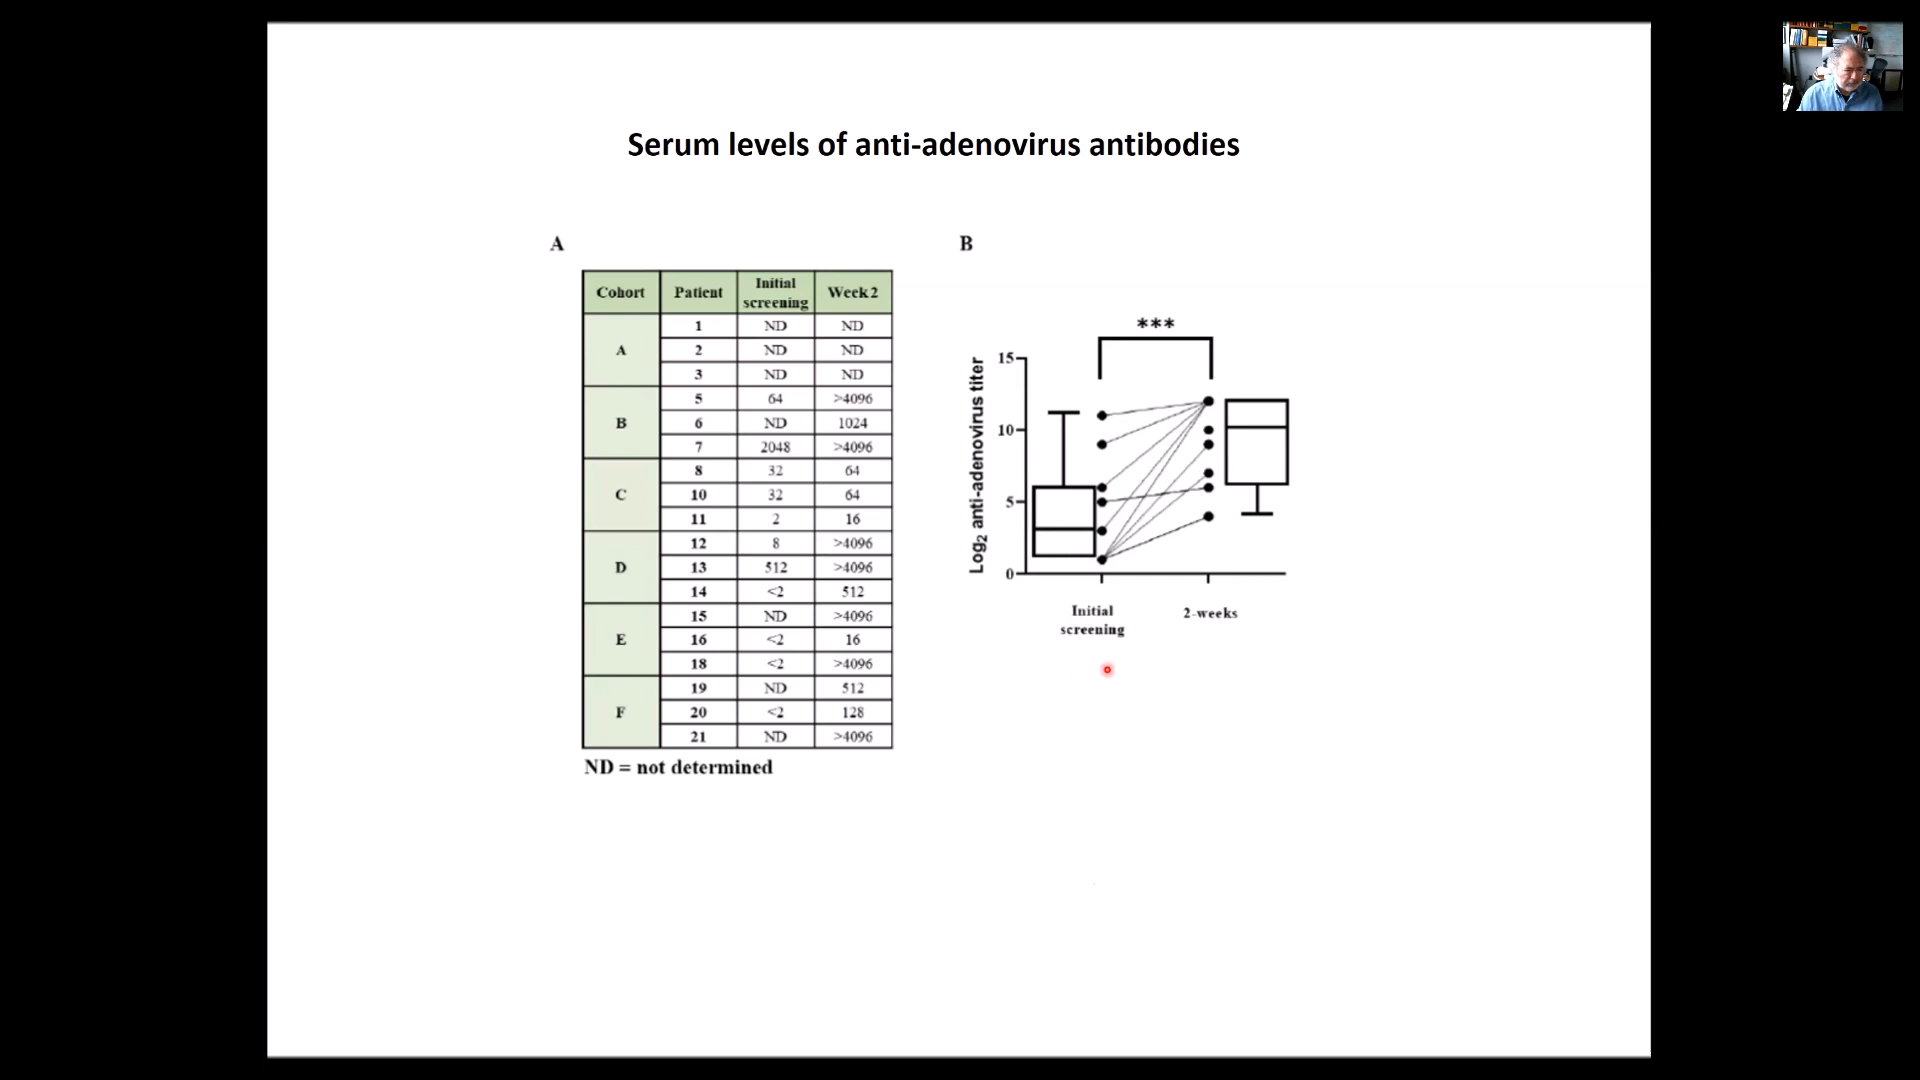 Serum levels of anti-adenovirus antibodies
A
Cohort Patient Initial screening Week 2
A 1 ND ND
2 ND ND
3 ND ND
B 5 64 >4096
6 ND 1024
7 2048 >4096
C 8 32 64
10 32 64
11 2 16
D 12 8 >4096
13 512 >4096
14 <2 512
E 15 ND >4096
16 <2 16
18 <2 >4096
F 19 ND 512
20 <2 128
21 ND >4096
ND = not determined
B
***
Log2 anti-adenovirus titer
15
10
5
0
Initial
screening
2-weeks